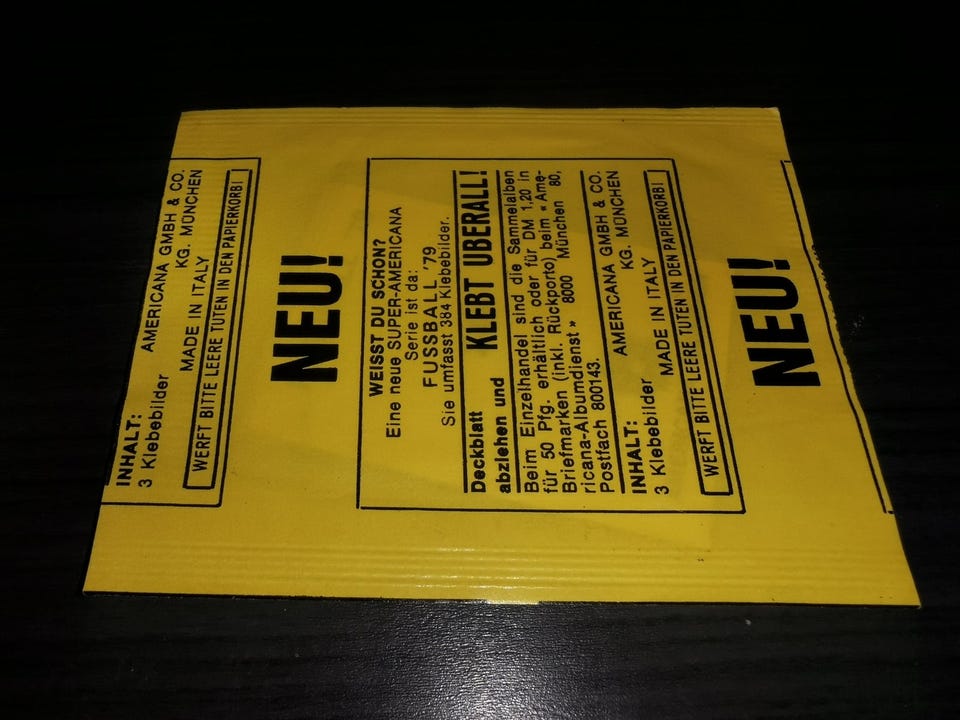 INHALT:
3 Klebebilder
AMERICANA GMBH & CO.
KG. MÜNCHEN
MADE IN ITALY
WERFT BITTE LEERE TÜTEN IN DEN PAPIERKORB!
NEU!
WEISST DU SCHON?
Eine neue SUPER-AMERICANA
Serie ist da:
FUSSBALL '79
Sie umfasst 384 Klebebilder.
Deckblatt
abziehen und KLEBT ÜBERALL!
Beim Einzelhandel sind die Sammelalben
für 50 Pfg. erhältlich oder für DM 1,20 in
Briefmarken (inkl. Rückporto) beim « Ame-
ricana-Albumdienst » 8000 München 80,
Postfach 800143.
INHALT:
3 Klebebilder
AMERICANA GMBH & CO.
KG. MÜNCHEN
MADE IN ITALY
WERFT BITTE LEERE TÜTEN IN DEN PAPIERKORB!
NEU!